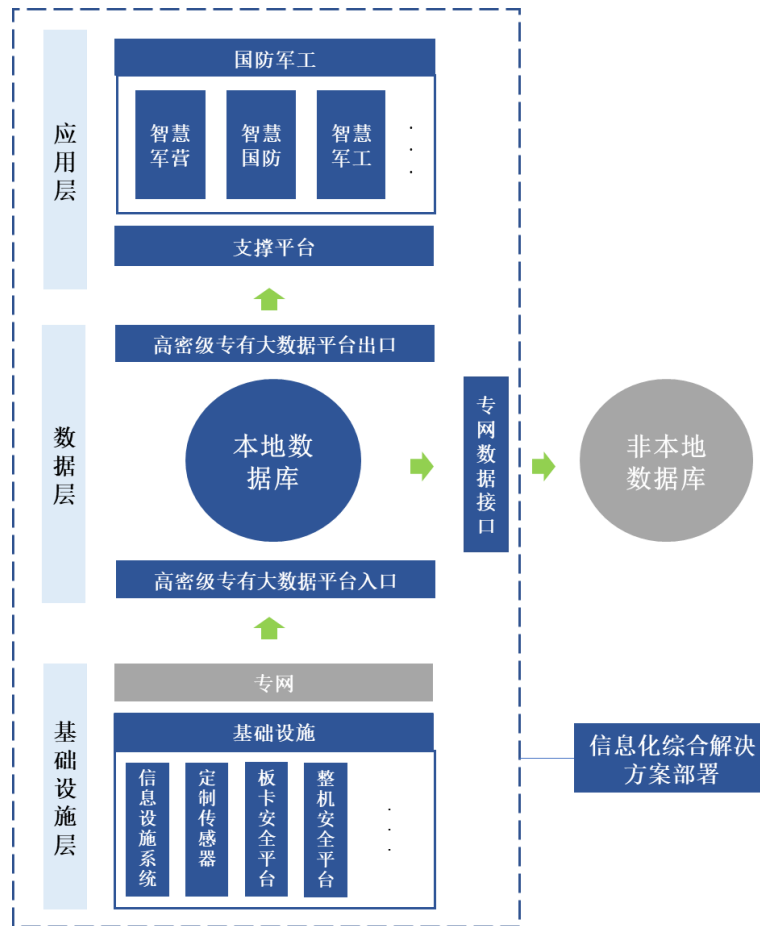 应用层
国防军工
智慧
军营
智慧
国防
智慧
军工
支撑平台
数据层
高密级专有大数据平台出口
本地数
据库
专网数据接口
非本地
数据库
高密级专有大数据平台入口
基础设施层
专网
基础设施
信息设施系统
定制传感器
板卡安全平台
整机安全平台
信息化综合解决
方案部署